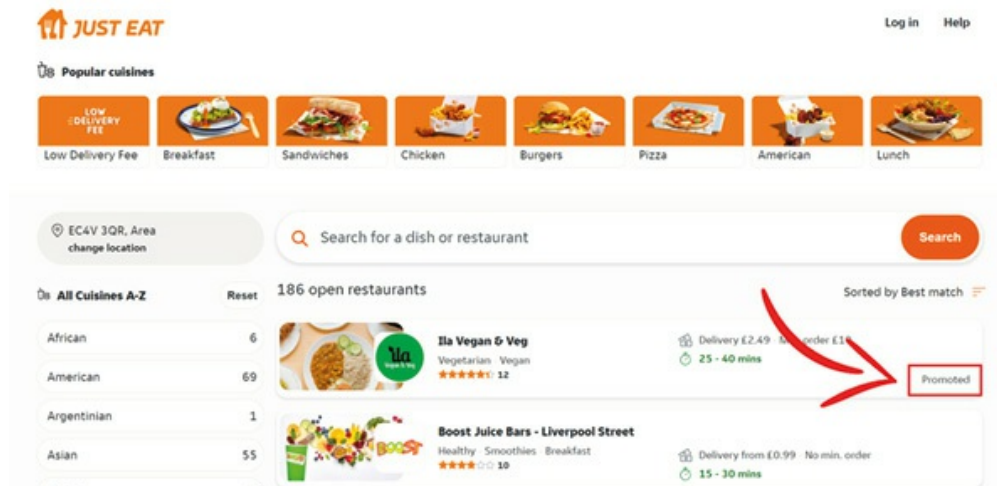 JUST EAT
Log in Help
Popular cuisines
LOW
DELIVERY
FEE
Low Delivery Fee Breakfast Sandwiches Chicken Burgers Pizza American Lunch
EC4V 3QR, Area
change location
Search for a dish or restaurant
Search
All Cuisines A-Z Reset
186 open restaurants
Sorted by Best match
African 6
American 69
Argentinian 1
Asian 55
ila
Ila Vegan & Veg
Vegetarian Vegan
12
Delivery £2.49 order
25 - 40 mins
Promoted
BOOST
Boost Juice Bars - Liverpool Street
Healthy Smoothies Breakfast
10
Delivery from £0.99 No min. order
15 - 30 mins